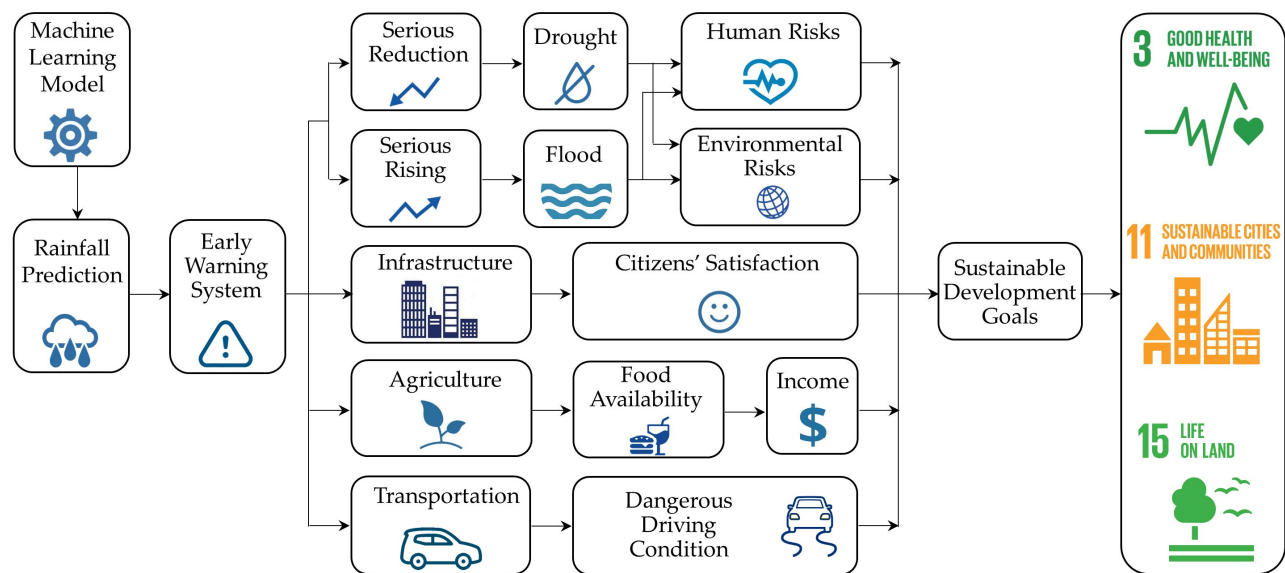 Machine
Learning
Model
Rainfall
Prediction
Early
Warning
System
Serious
Reduction
Drought
Human Risks
Serious
Rising
Flood
Environmental
Risks
Infrastructure
Citizens' Satisfaction
Agriculture
Food
Availability
Income
$
Transportation
Dangerous
Driving
Condition
Sustainable
Development
Goals
3 GOOD HEALTH
AND WELL-BEING
11 SUSTAINABLE CITIES
AND COMMUNITIES
15 LIFE
ON LAND